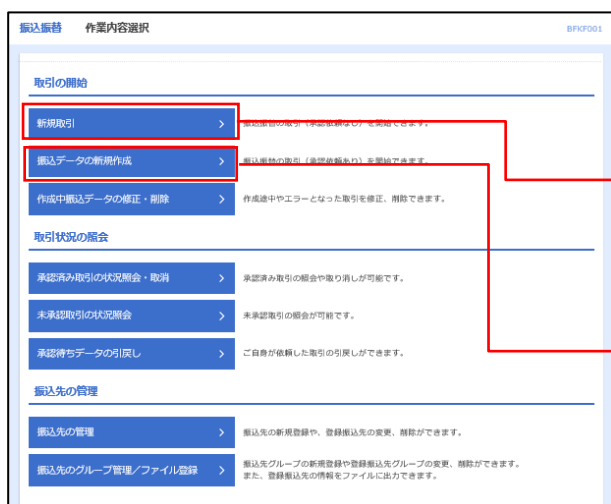 振込振替 作業内容選択 BFKF001
取引の開始
新規取引 振込振替の取引（承認依頼なし）を開始できます。
振込データの新規作成 振込振替の取引（承認依頼あり）を開始できます。
作成中振込データの修正・削除 作成途中やエラーとなった取引を修正、削除できます。
取引状況の照会
承認済み取引の状況照会・取消 承認済み取引の照会や取り消しが可能です。
未承認取引の状況照会 未承認取引の照会が可能です。
承認待ちデータの引戻し ご自身が依頼した取引の引戻しができます。
振込先の管理
振込先の管理 振込先の新規登録や、登録振込先の変更、削除ができます。
振込先のグループ管理／ファイル登録 振込先グループの新規登録や登録振込先グループの変更、削除ができます。
また、登録振込先の情報をファイルに出力できます。